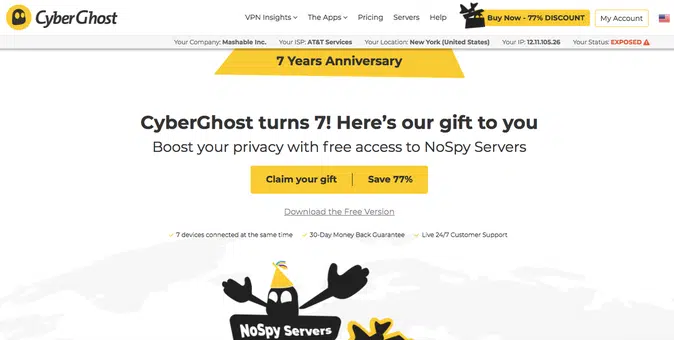 CyberGhost
VPN Insights The Apps Pricing Servers Help Buy Now - 77% DISCOUNT My Account
Your Company: Mashable Inc. Your ISP: AT&T Services Your Location: New York (United States) Your IP: 12.11.105.26 Your Status: EXPOSED
7 Years Anniversary
CyberGhost turns 7! Here's our gift to you
Boost your privacy with free access to NoSpy Servers
Claim your gift | Save 77%
Download the Free Version
7 devices connected at the same time 30-Day Money Back Guarantee Live 24/7 Customer Support
NoSpy Servers